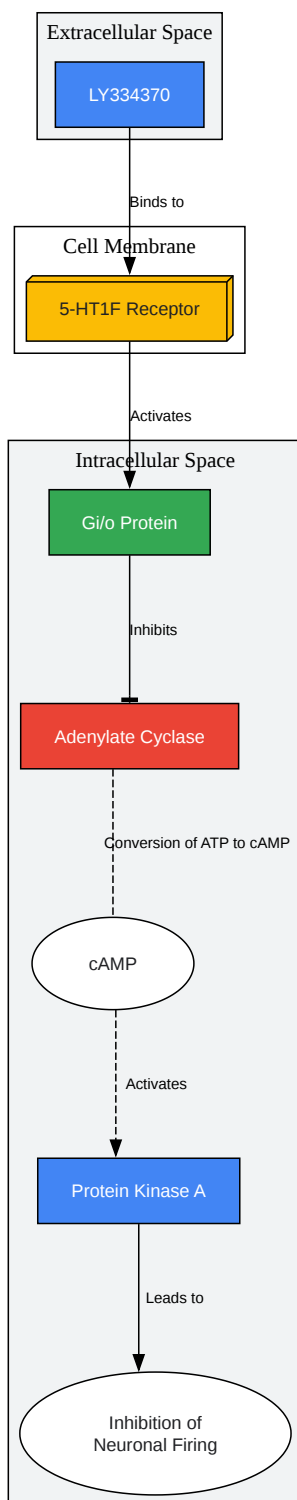 Extracellular Space
LY334370
Binds to
Cell Membrane
5-HT1F Receptor
Activates
Intracellular Space
Gi/o Protein
Inhibits
Adenylate Cyclase
Conversion of ATP to cAMP
cAMP
Activates
Protein Kinase A
Leads to
Inhibition of
Neuronal Firing